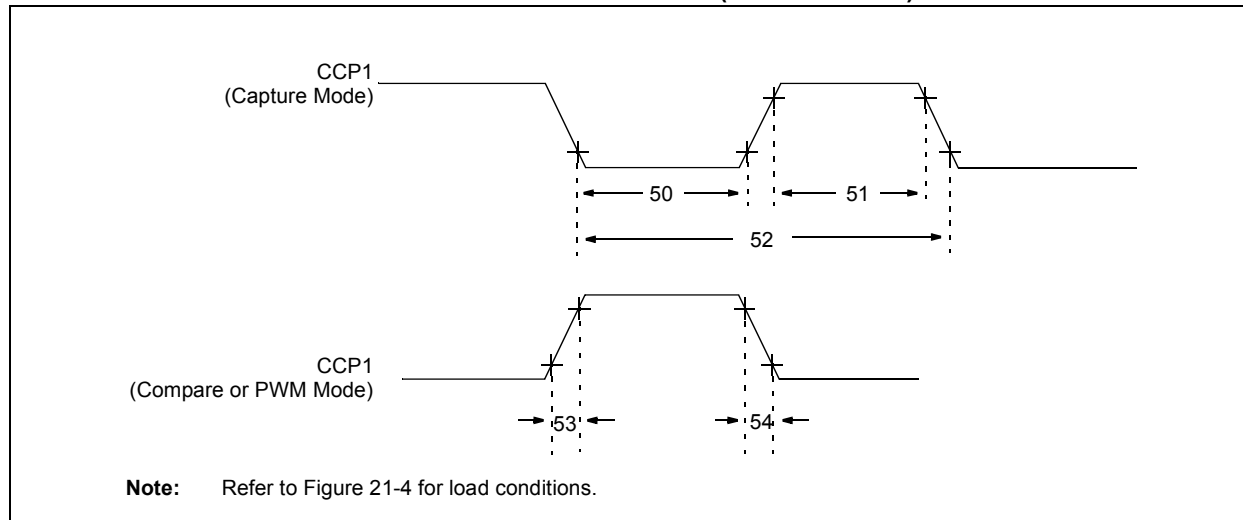 CCP1
(Capture Mode)
50
51
52
CCP1
(Compare or PWM Mode)
53
54
Note: Refer to Figure 21-4 for load conditions.